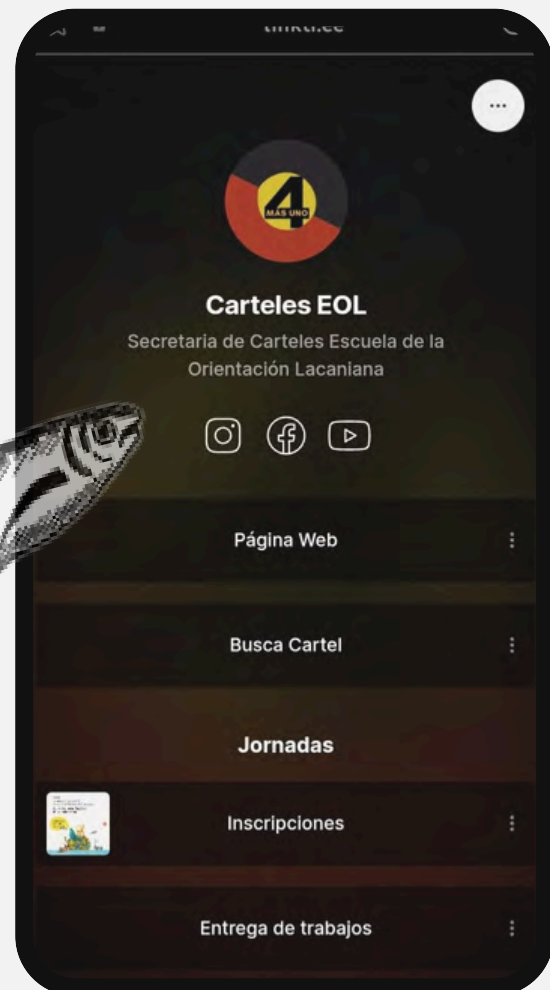 4
MAS UNO
Carteles EOL
Secretaria de Carteles Escuela de la
Orientación Lacaniana
Página Web
Busca Cartel
Jornadas
Inscripciones
Entrega de trabajos